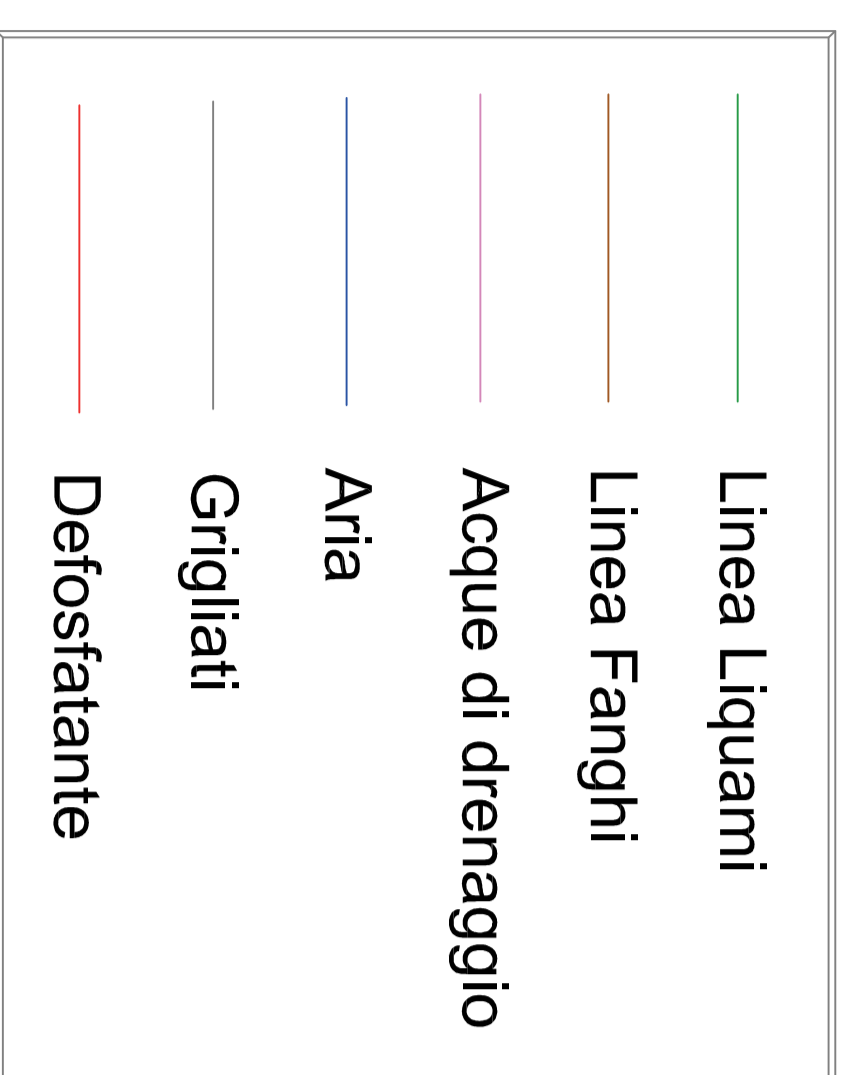 Linea Liquami
Linea Fanghi
Acque di drenaggio
Aria
Grigliati
Defosfatante